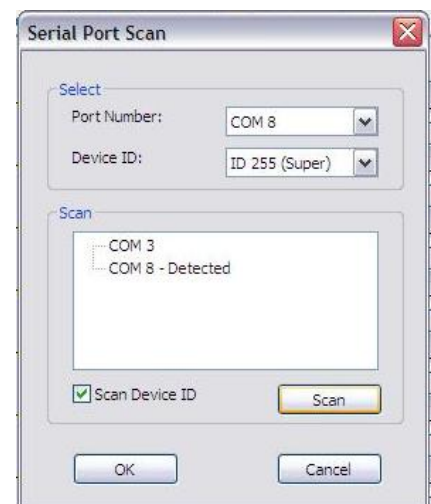 Serial Port Scan
Select
Port Number: COM 8
Device ID: ID 255 (Super)
Scan
COM 3
COM 8 - Detected
Scan Device ID Scan
OK Cancel